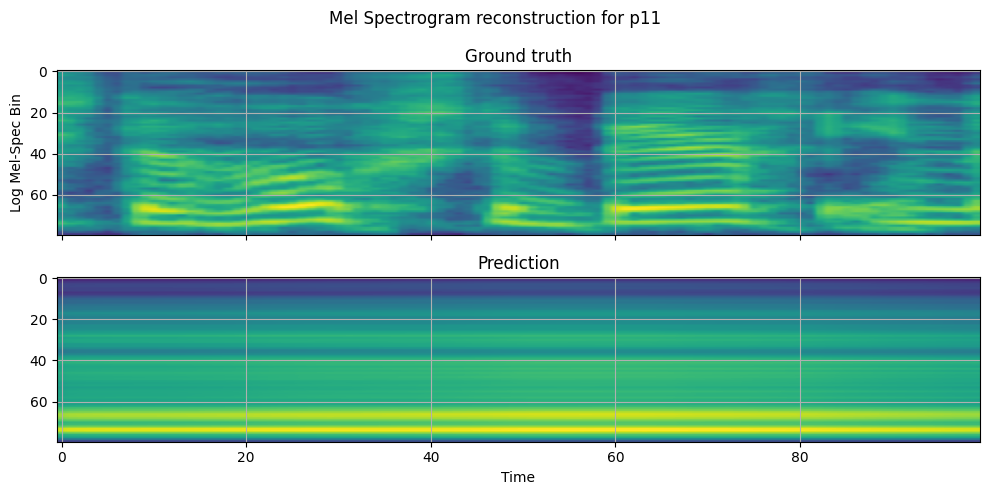 Mel Spectrogram reconstruction for p11
Ground truth
Log Mel-Spec Bin
0
20
40
60
Prediction
0
20
40
60
0 20 40 60 80
Time